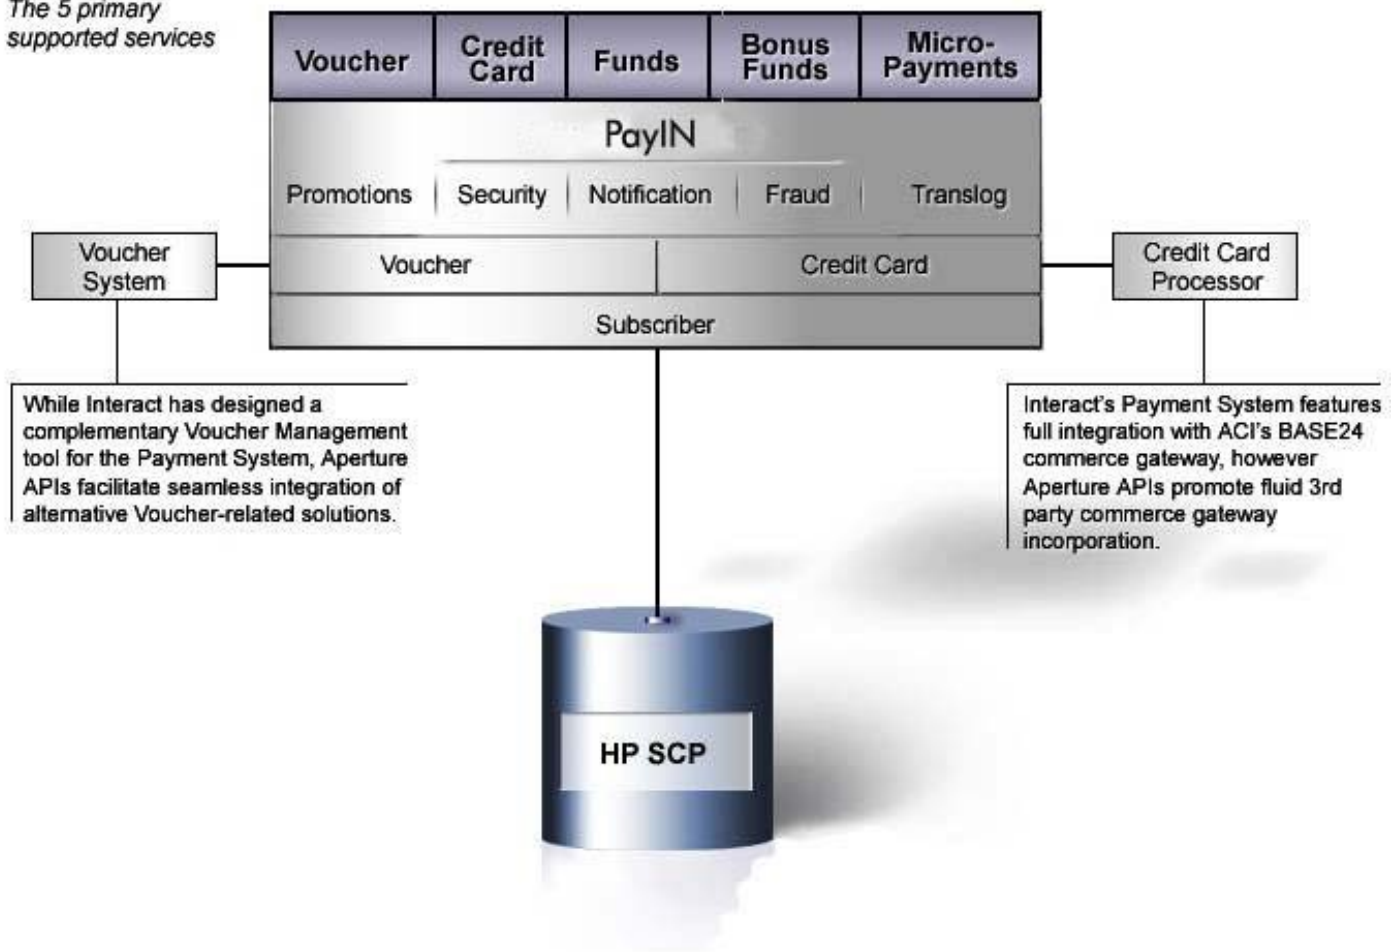 The 5 primary
supported services
Voucher
Credit
Card
Funds
Bonus
Funds
Micro-
Payments
PayIN
Promotions
Security
Notification
Fraud
Translog
Voucher
System
Voucher
Credit Card
Credit Card
Processor
Subscriber
While Interact has designed a
complementary Voucher Management
tool for the Payment System, Aperture
APIs facilitate seamless integration of
alternative Voucher-related solutions.
Interact's Payment System features
full integration with ACI's BASE24
commerce gateway, however
Aperture APIs promote fluid 3rd
party commerce gateway
incorporation.
HP SCP